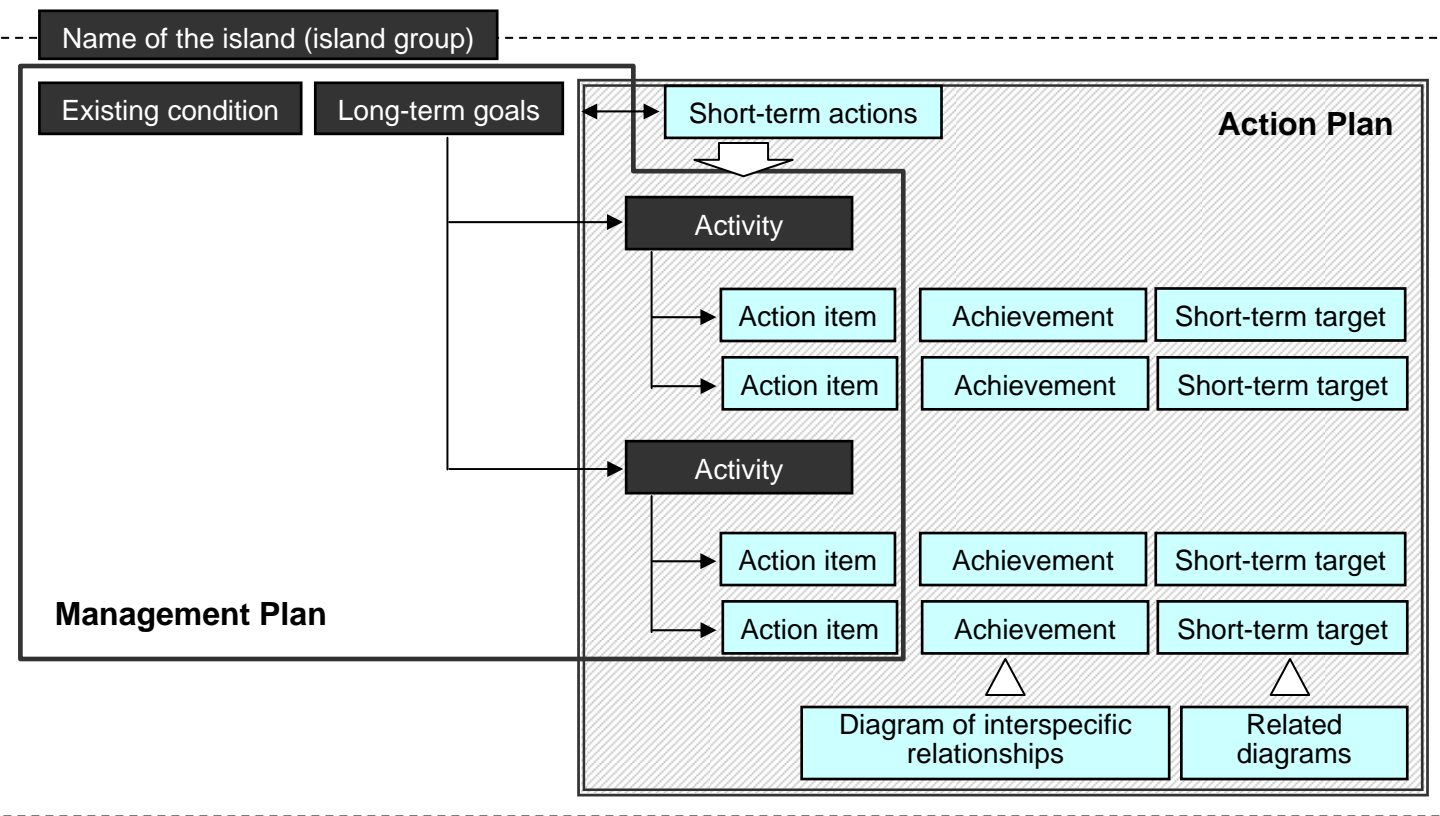 Name of the island (island group)
Existing condition
Long-term goals
Short-term actions
Action Plan
Activity
Action item
Achievement
Short-term target
Action item
Achievement
Short-term target
Activity
Action item
Achievement
Short-term target
Management Plan
Action item
Achievement
Short-term target
Diagram of interspecific
relationships
Related
diagrams